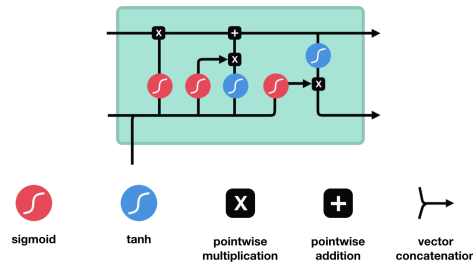 x
+
x
x
X
+
sigmoid
tanh
pointwise
multiplication
pointwise
addition
vector
concatenation